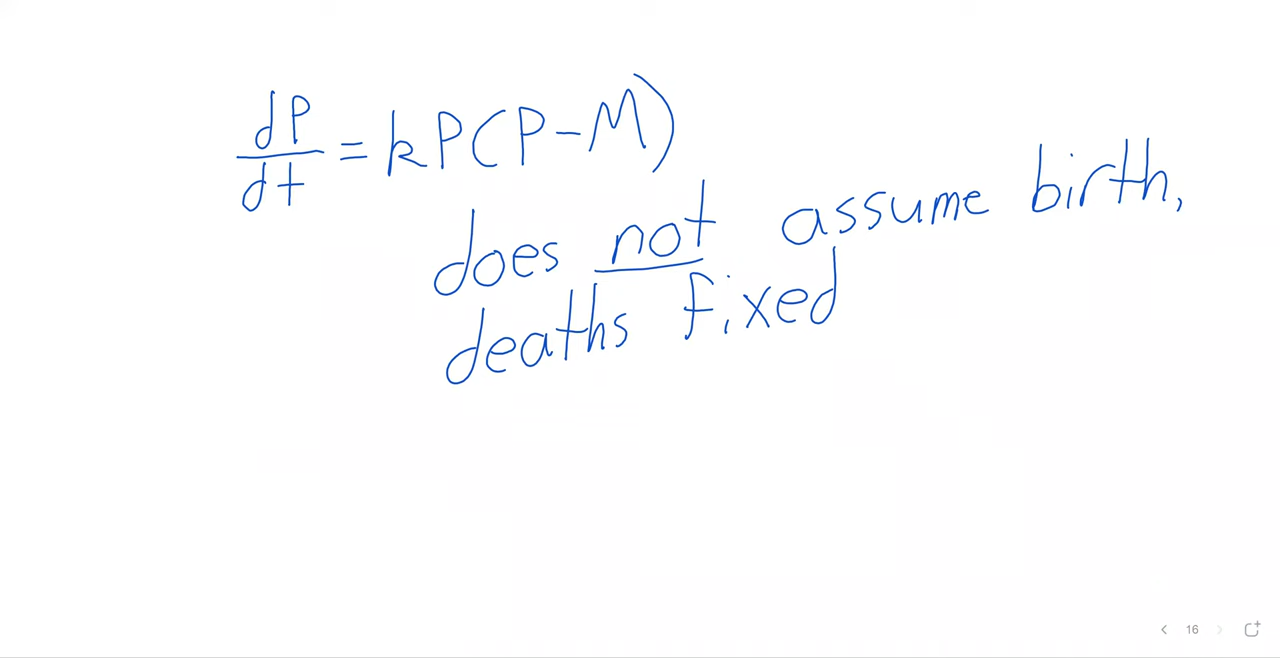 dP/dt = kP(P-M)
does not assume birth,
deaths fixed
16